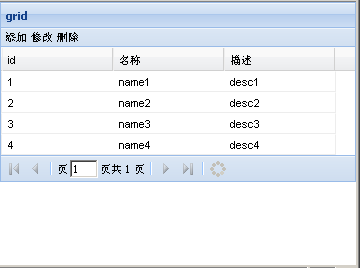 grid
添加 修改 删除
id 名称 描述
1 name1 desc1
2 name2 desc2
3 name3 desc3
4 name4 desc4
页 1 页共 1 页